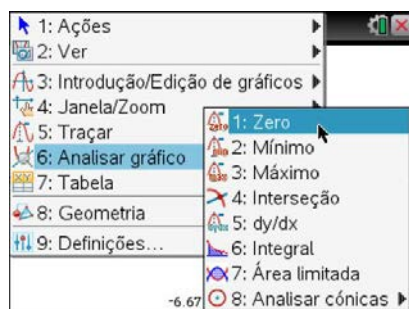 1: Ações
2: Ver
3: Introdução/Edição de gráficos
4: Janela/Zoom
5: Traçar
6: Analisar gráfico
7: Tabela
8: Geometria
9: Definições...
1: Zero
2: Mínimo
3: Máximo
4: Interseção
5: dy/dx
6: Integral
7: Área limitada
8: Analisar cónicas
-6.67